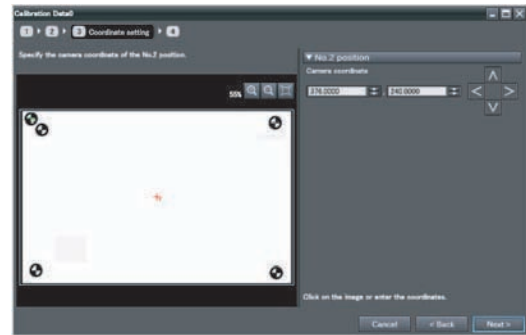 Calibration Detail
1 2 3 Coordinate setting 4
Specify the camera coordinate of the No.2 position.
▼ No.2 position
Camera coordinate
55%
376.0000 240.0000
Click on the image or enter the coordinates.
Cancel < Back Next >